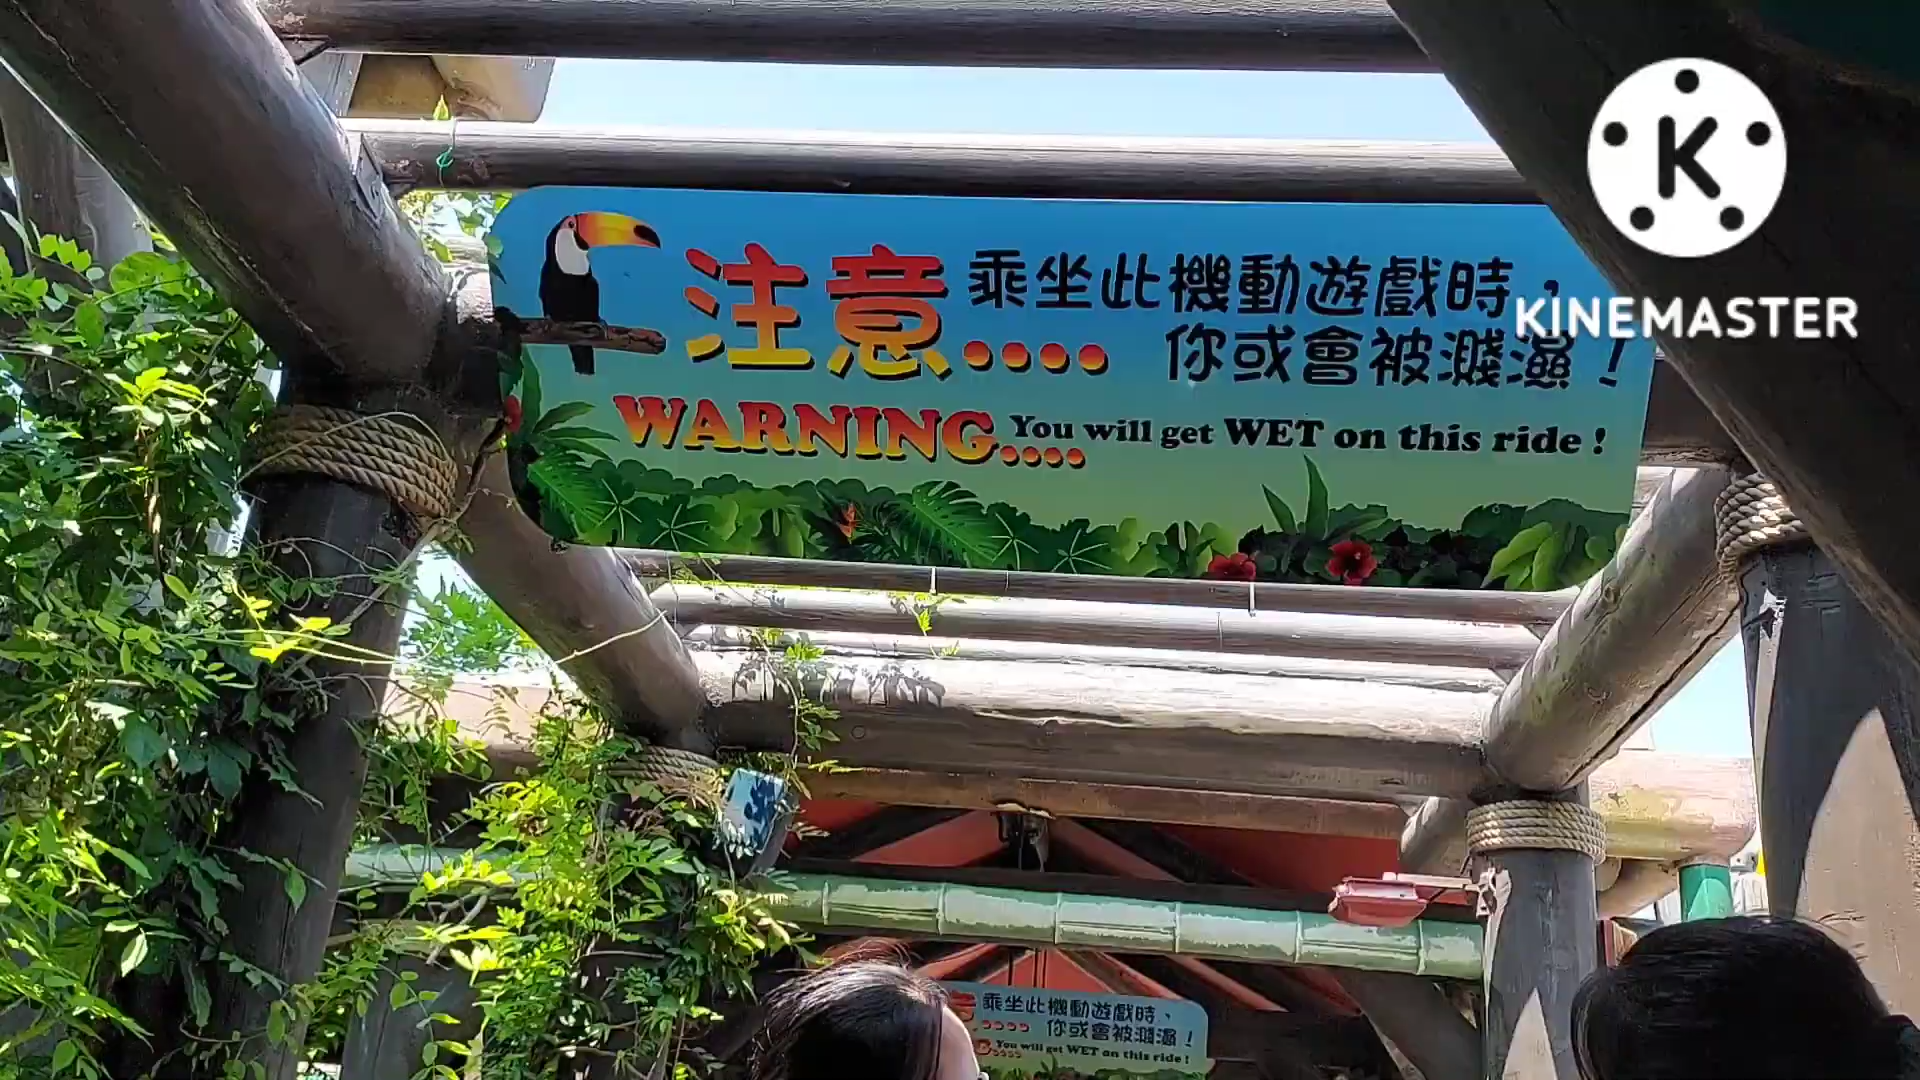 K
KINEMASTER
注意.... 乘坐此機動遊戲時，
你或會被濺濕！
WARNING.... You will get WET on this ride !
乘坐此機動遊戲時，
你或會被濺濕！
You will get WET on this ride !